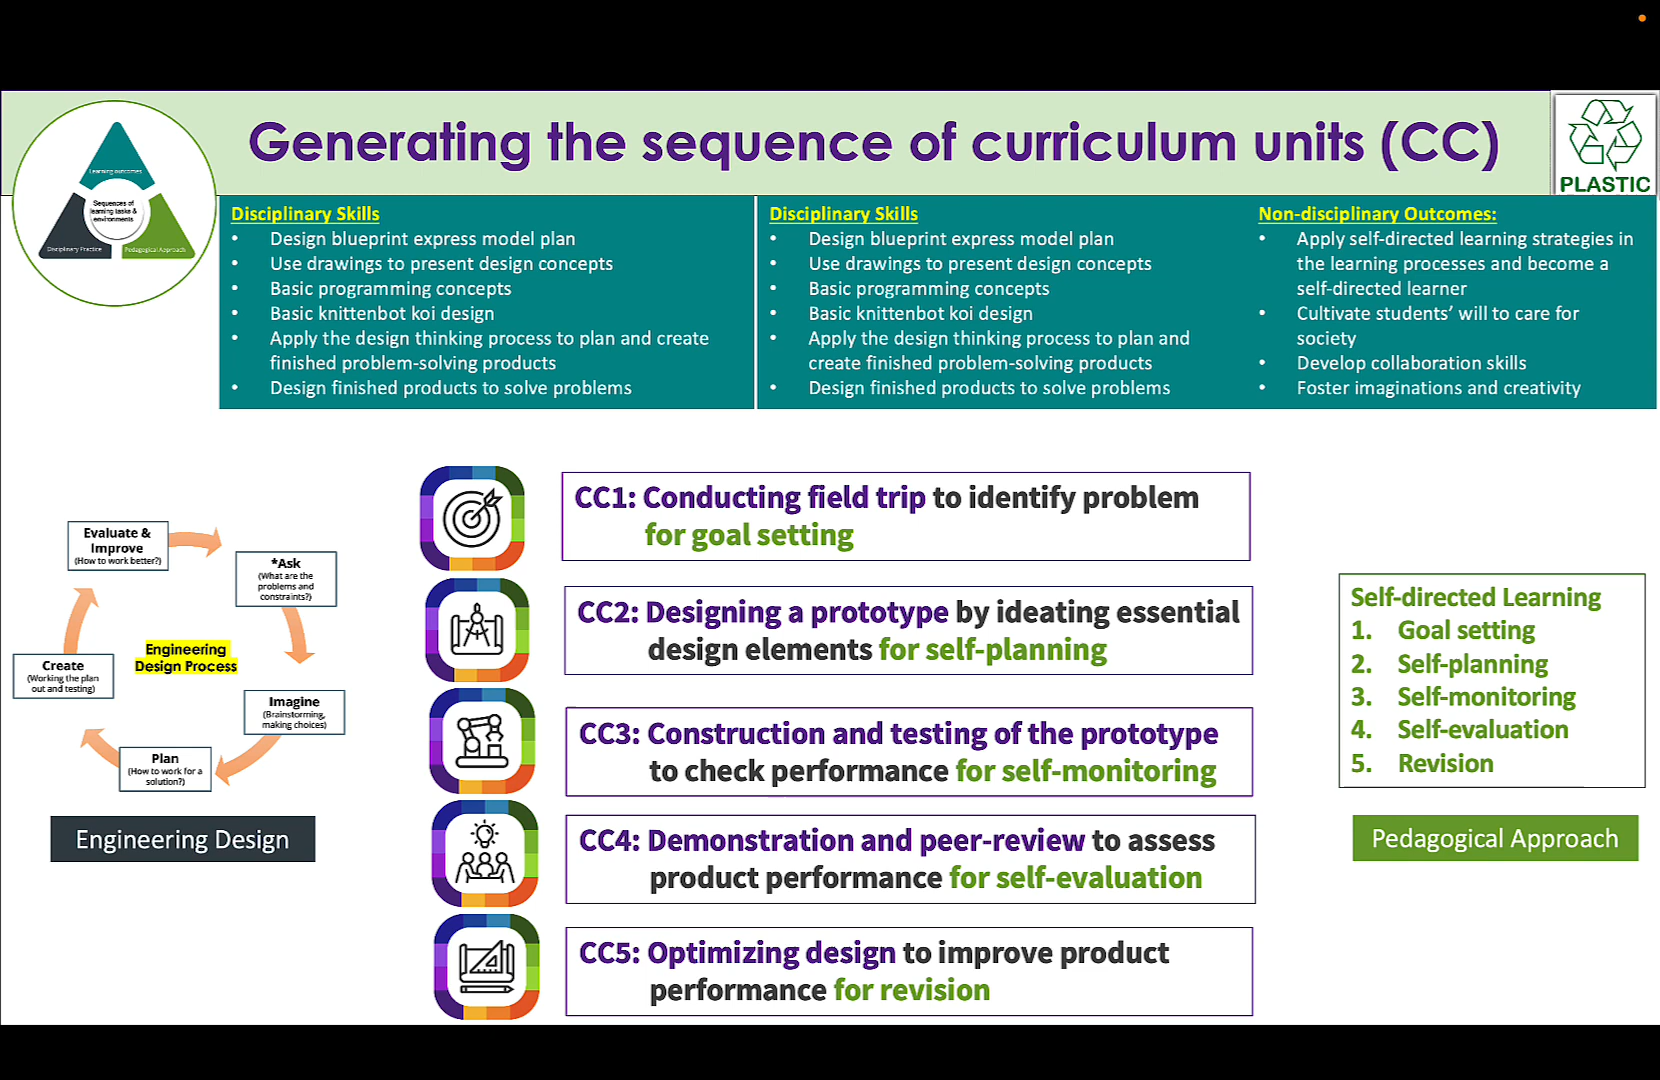 Generating the sequence of curriculum units (CC)
PLASTIC
Learning outcomes
Sequences of
learning tasks &
environments
Disciplinary Practice
Pedagogical Approach
Disciplinary Skills
• Design blueprint express model plan
• Use drawings to present design concepts
• Basic programming concepts
• Basic knittenbot koi design
• Apply the design thinking process to plan and create
finished problem-solving products
• Design finished products to solve problems
Disciplinary Skills
• Design blueprint express model plan
• Use drawings to present design concepts
• Basic programming concepts
• Basic knittenbot koi design
• Apply the design thinking process to plan and
create finished problem-solving products
• Design finished products to solve problems
Non-disciplinary Outcomes:
• Apply self-directed learning strategies in
the learning processes and become a
self-directed learner
• Cultivate students' will to care for
society
• Develop collaboration skills
• Foster imaginations and creativity
Evaluate &
Improve
(How to work better?)
*Ask
(What are the
problems and
constraints?)
Imagine
(Brainstorming,
making choices)
Plan
(How to work for a
solution?)
Create
(Working the plan
out and testing)
Engineering
Design Process
Engineering Design
CC1: Conducting field trip to identify problem
for goal setting
CC2: Designing a prototype by ideating essential
design elements for self-planning
CC3: Construction and testing of the prototype
to check performance for self-monitoring
CC4: Demonstration and peer-review to assess
product performance for self-evaluation
CC5: Optimizing design to improve product
performance for revision
Self-directed Learning
1. Goal setting
2. Self-planning
3. Self-monitoring
4. Self-evaluation
5. Revision
Pedagogical Approach